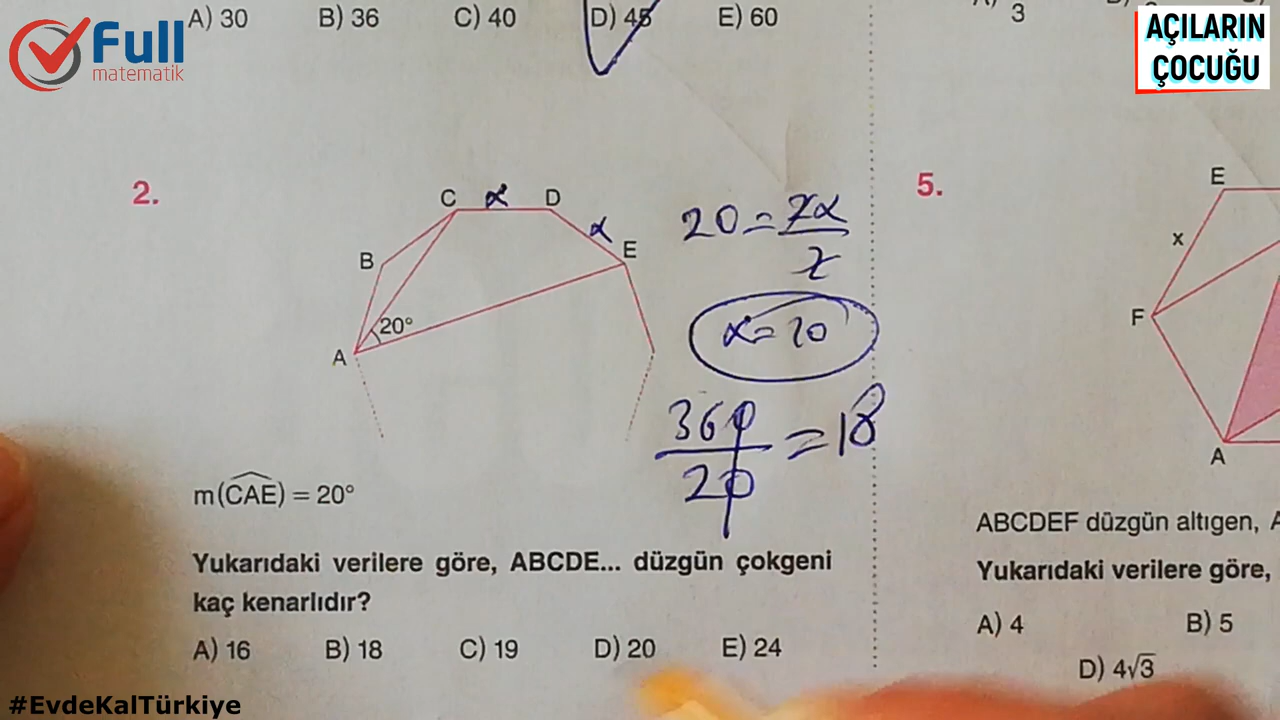 A) 30 B) 36 C) 40 D) 45 E) 60
3
Full
matematik
AÇILARIN
ÇOCUĞU
2.
C α D
α
B
E
20°
A
20 = 2α/2
α = 20
360/20 = 18
m(CAE) = 20°
Yukarıdaki verilere göre, ABCDE... düzgün çokgeni
kaç kenarlıdır?
A) 16 B) 18 C) 19 D) 20 E) 24
5.
E
x
F
A
ABCDEF düzgün altıgen, A
Yukarıdaki verilere göre,
A) 4 B) 5
D) 4√3
#EvdeKalTürkiye